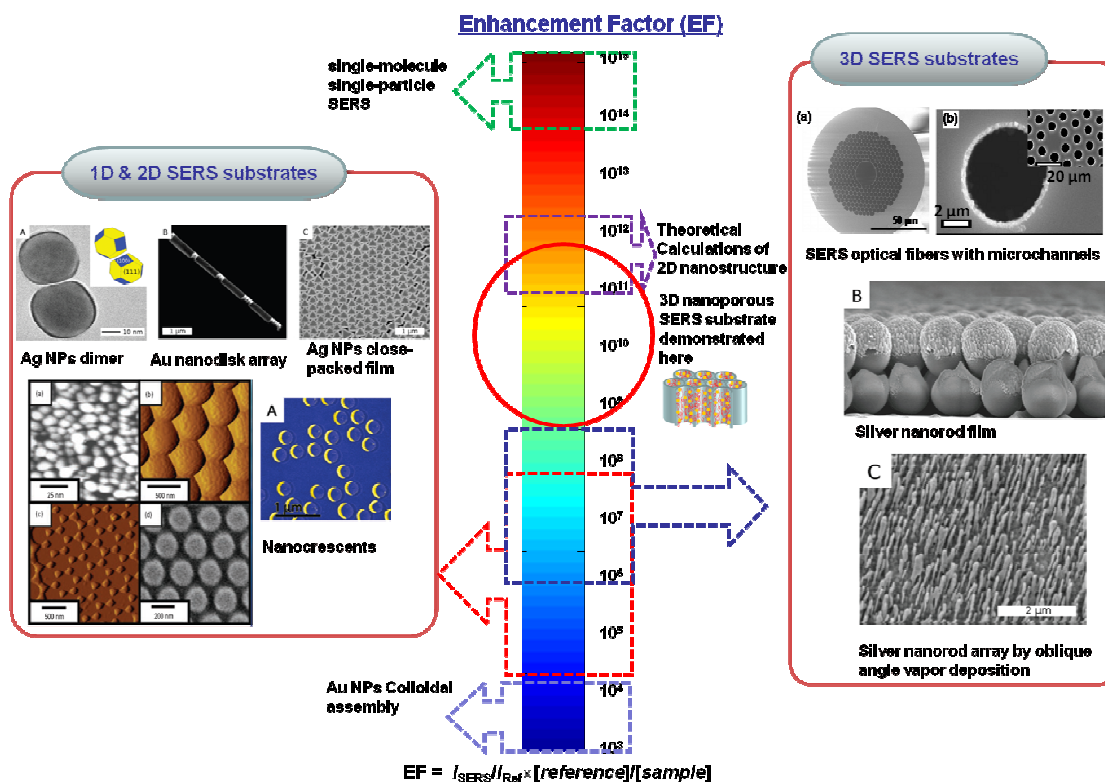 Enhancement Factor (EF)
single-molecule
single-particle
SERS
10¹⁵
10¹⁴
10¹³
10¹²
10¹¹
10¹⁰
10⁹
10⁸
10⁷
10⁶
10⁵
10⁴
10³
Theoretical
Calculations of
2D nanostructure
3D nanoporous
SERS substrate
demonstrated
here
Au NPs Colloidal
assembly
EF = I_SERS/I_Ref×[reference]/[sample]
1D & 2D SERS substrates
A
(100)
(111)
10 nm
Ag NPs dimer
B
1 μm
Au nanodisk array
C
1 μm
Ag NPs close-
packed film
(a)
25 nm
(b)
500 nm
(c)
500 nm
(d)
200 nm
A
1 μm
Nanocrescents
3D SERS substrates
(a)
50 μm
(b)
20 μm
2 μm
SERS optical fibers with microchannels
B
Silver nanorod film
C
2 μm
Silver nanorod array by oblique
angle vapor deposition